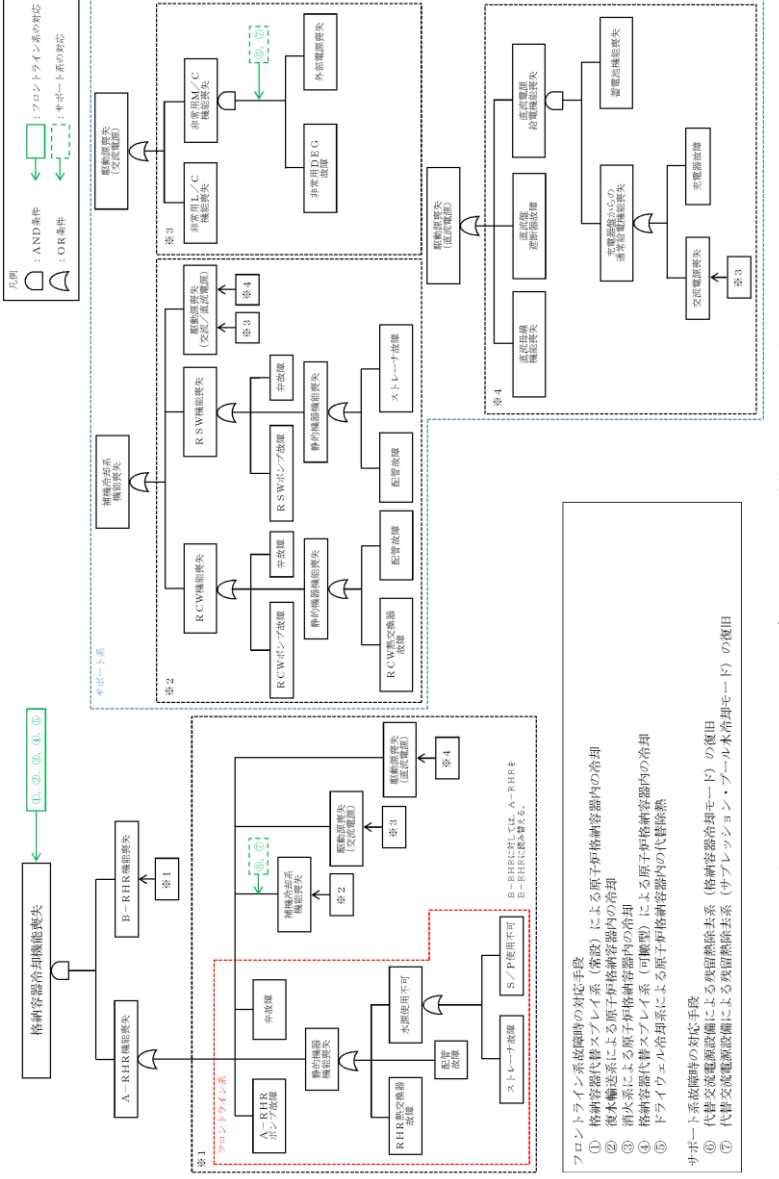 凡例
：AND条件
：OR条件
：フロントライン系の対応
：サポート系の対応
格納容器冷却機能喪失
①，②，③，④，⑤
A－RHR機能喪失
B－RHR機能喪失
※1
※1
フロントライン系
A－RHR
ポンプ故障
弁故障
静的機器
機能喪失
RHR熱交換器
故障
配管
故障
水源使用不可
ストレーナ故障
S／P使用不可
⑥，⑦
補機冷却系
機能喪失
※2
駆動源喪失
(交流電源)
※3
駆動源喪失
(直流電源)
※4
B－RHRに対しては，A－RHRを
B－RHRに読み替える。
サポート系
補機冷却系
機能喪失
※2
RCW機能喪失
RSW機能喪失
駆動源喪失
(交流／直流電源)
※3
※4
RCWポンプ故障
弁故障
静的機器機能喪失
RCW熱交換器
故障
配管故障
RSWポンプ故障
弁故障
静的機器機能喪失
配管故障
ストレーナ故障
駆動源喪失
(交流電源)
※3
非常用L／C
機能喪失
非常用M／C
機能喪失
⑥，⑦
非常用DEG
故障
外部電源喪失
駆動源喪失
(直流電源)
※4
直流母線
機能喪失
直流盤
遮断器故障
直流電源
給電機能喪失
充電器盤からの
通常給電機能喪失
蓄電池機能喪失
交流電源喪失
充電器故障
※3
フロントライン系故障時の対応手段
① 格納容器代替スプレイ系（常設）による原子炉格納容器内の冷却
② 復水輸送系による原子炉格納容器内の冷却
③ 消火系による原子炉格納容器内の冷却
④ 格納容器代替スプレイ系（可搬型）による原子炉格納容器内の冷却
⑤ ドライウェル冷却系による原子炉格納容器内の代替除熱
サポート系故障時の対応手段
⑥ 代替交流電源設備による残留熱除去系（格納容器冷却モード）の復旧
⑦ 代替交流電源設備による残留熱除去系（サプレッション・プール水冷却モード）の復旧